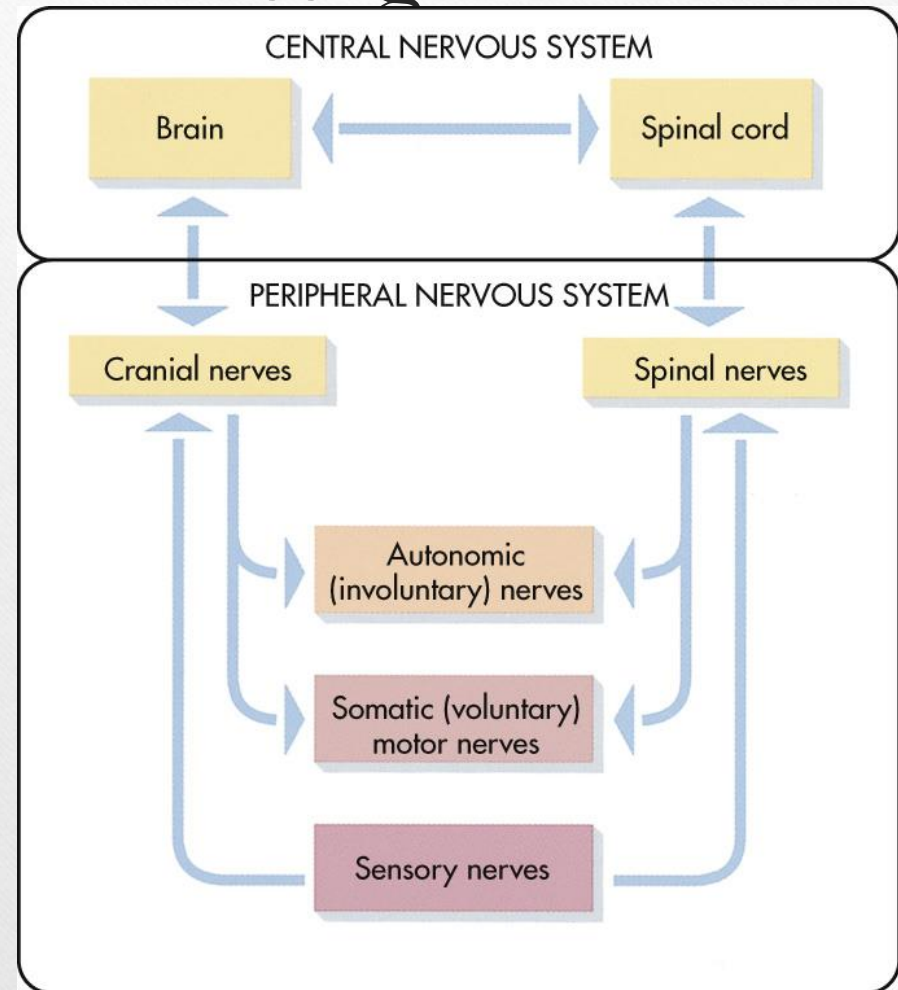 CENTRAL NERVOUS SYSTEM
Brain
Spinal cord
PERIPHERAL NERVOUS SYSTEM
Cranial nerves
Spinal nerves
Autonomic
(involuntary) nerves
Somatic (voluntary)
motor nerves
Sensory nerves